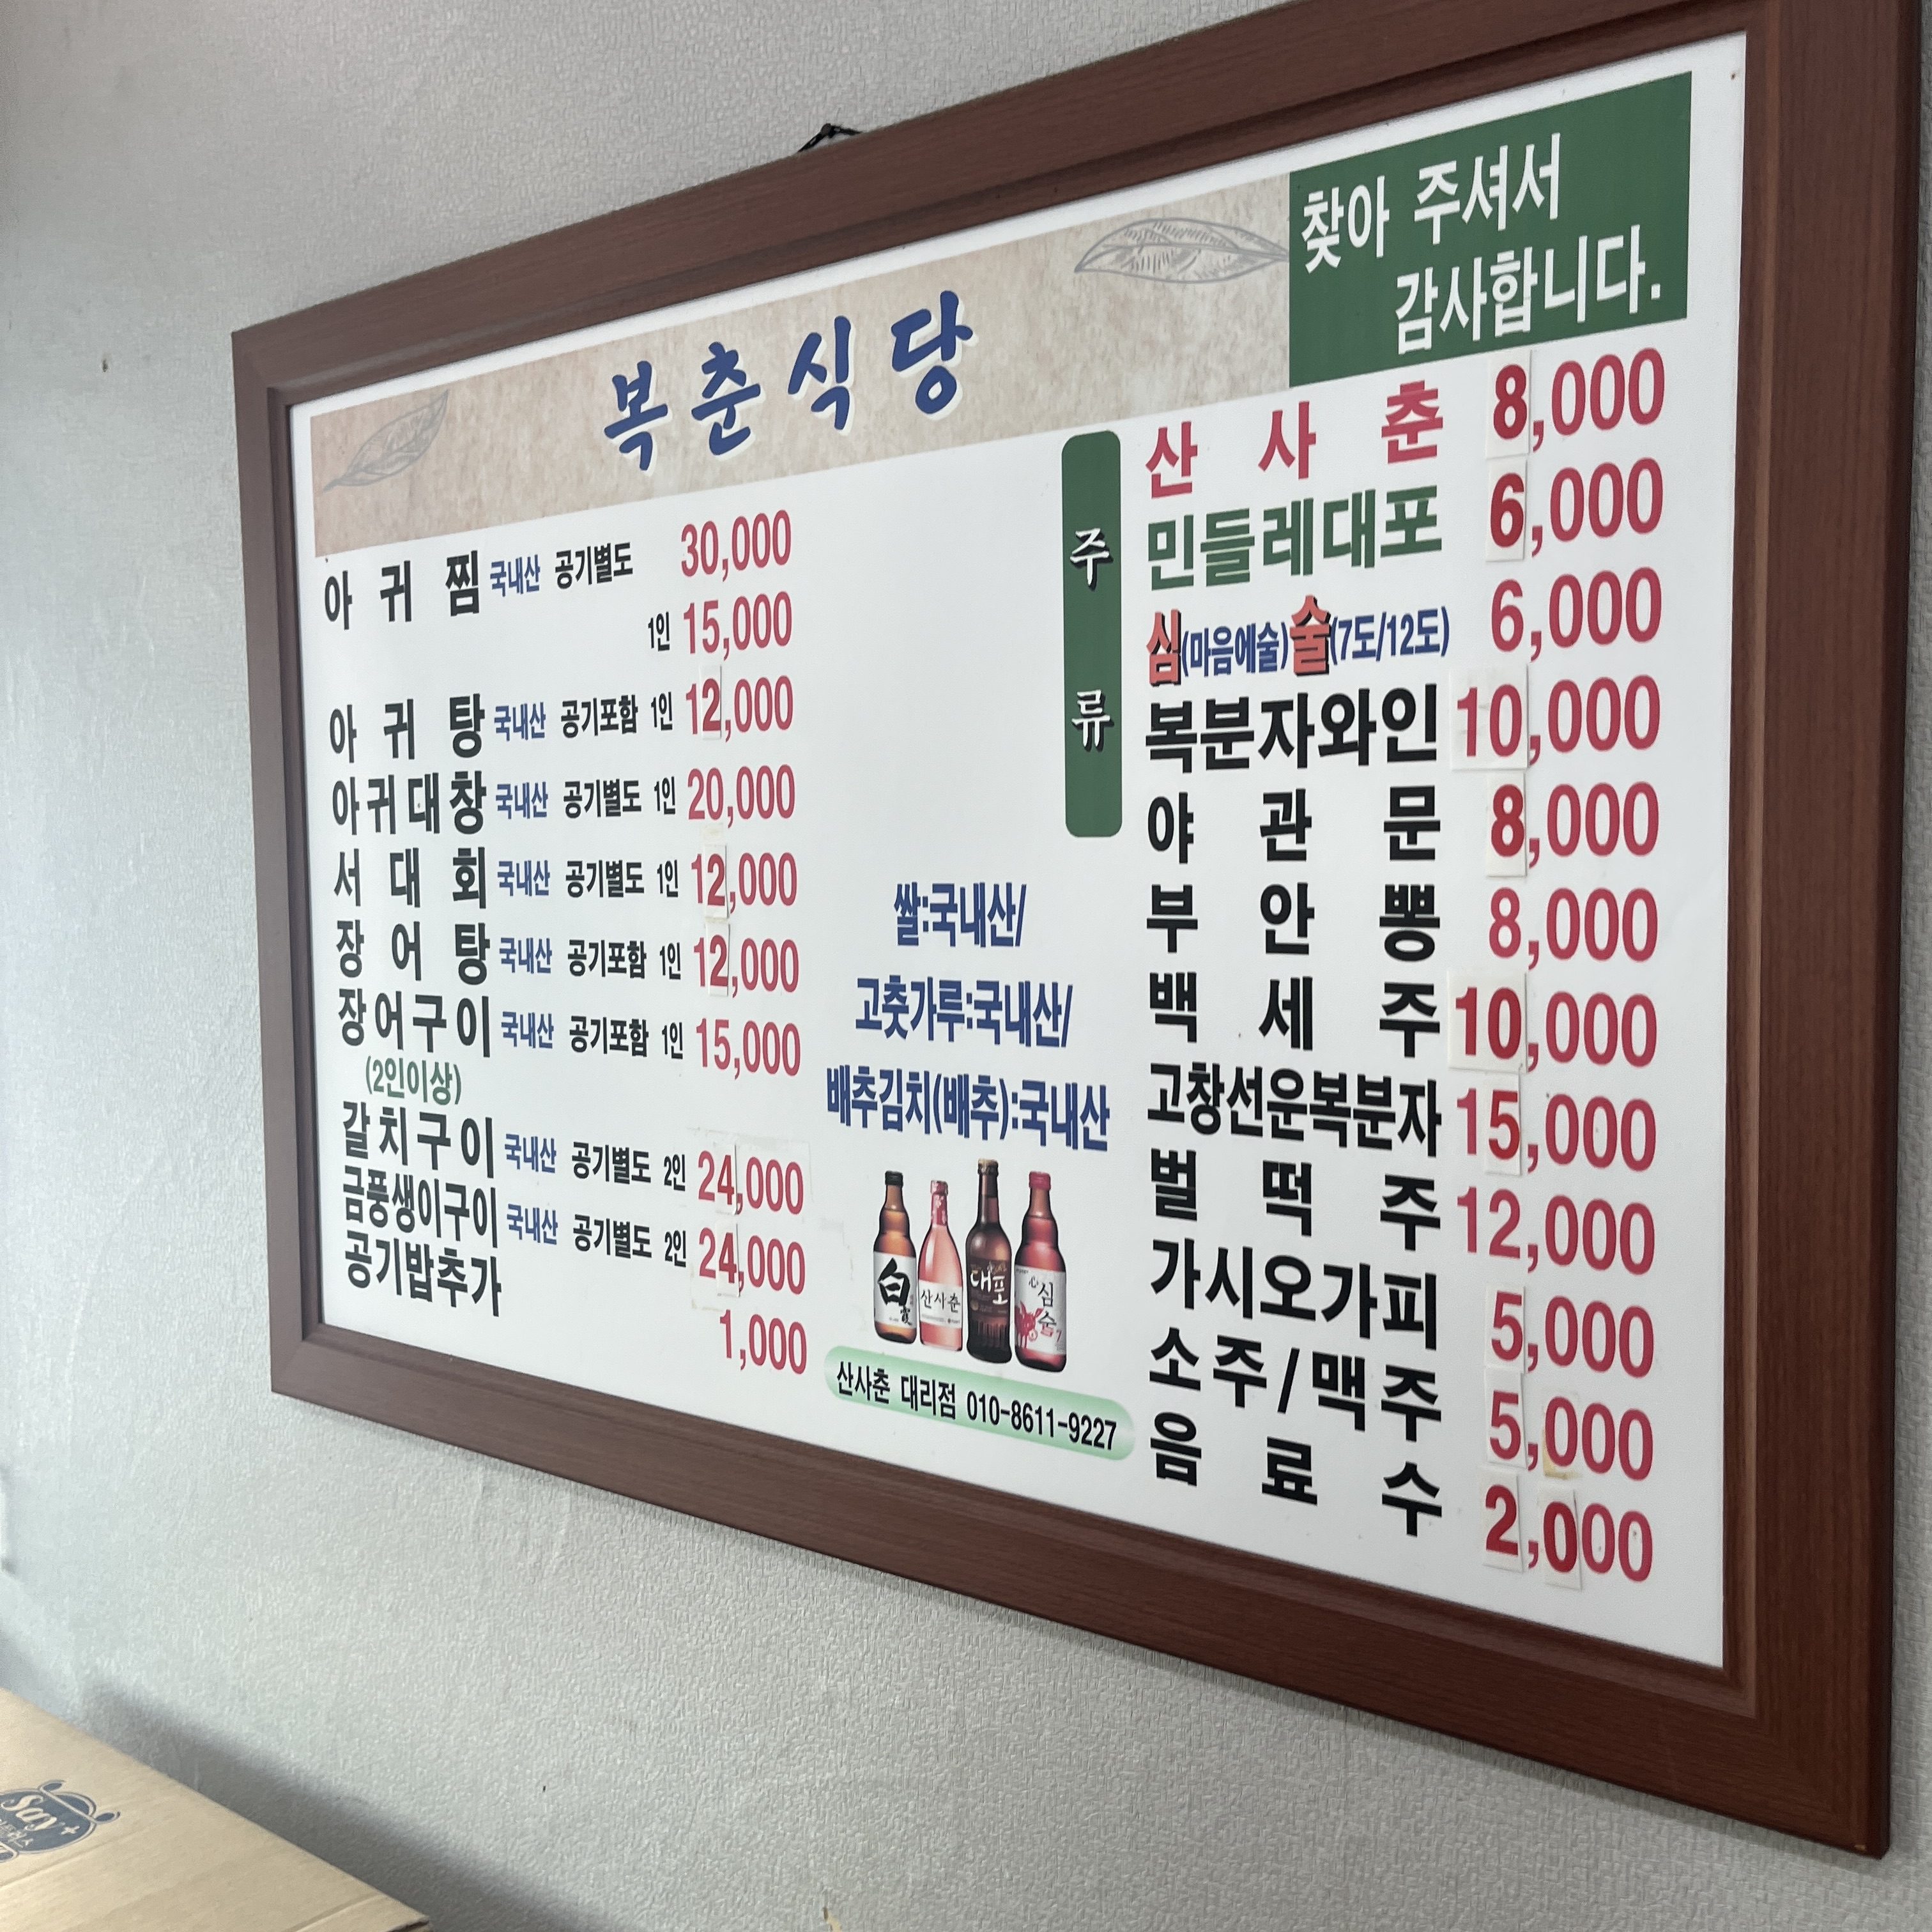 찾아 주셔서
감사합니다.
복춘식당
아귀찜 국내산 공기별도 30,000
1인 15,000
아귀탕 국내산 공기포함 1인 12,000
아귀대창 국내산 공기별도 1인 20,000
서대회 국내산 공기별도 1인 12,000
장어탕 국내산 공기포함 1인 12,000
장어구이 국내산 공기포함 1인 15,000
(2인이상)
갈치구이 국내산 공기별도 2인 24,000
금풍생이구이 국내산 공기별도 2인 24,000
공기밥추가 1,000
쌀:국내산/
고춧가루:국내산/
배추김치(배추):국내산
白
산사춘
대포
심술 7
산사춘 대리점 010-8611-9227
주류
산사춘 8,000
민들레대포 6,000
심(마음에술)술(7도/12도) 6,000
복분자와인 10,000
야관문 8,000
부안뽕 8,000
백세주 10,000
고창선운복분자 15,000
벌떡주 12,000
가시오가피 5,000
소주/맥주 5,000
음료수 2,000
Say+